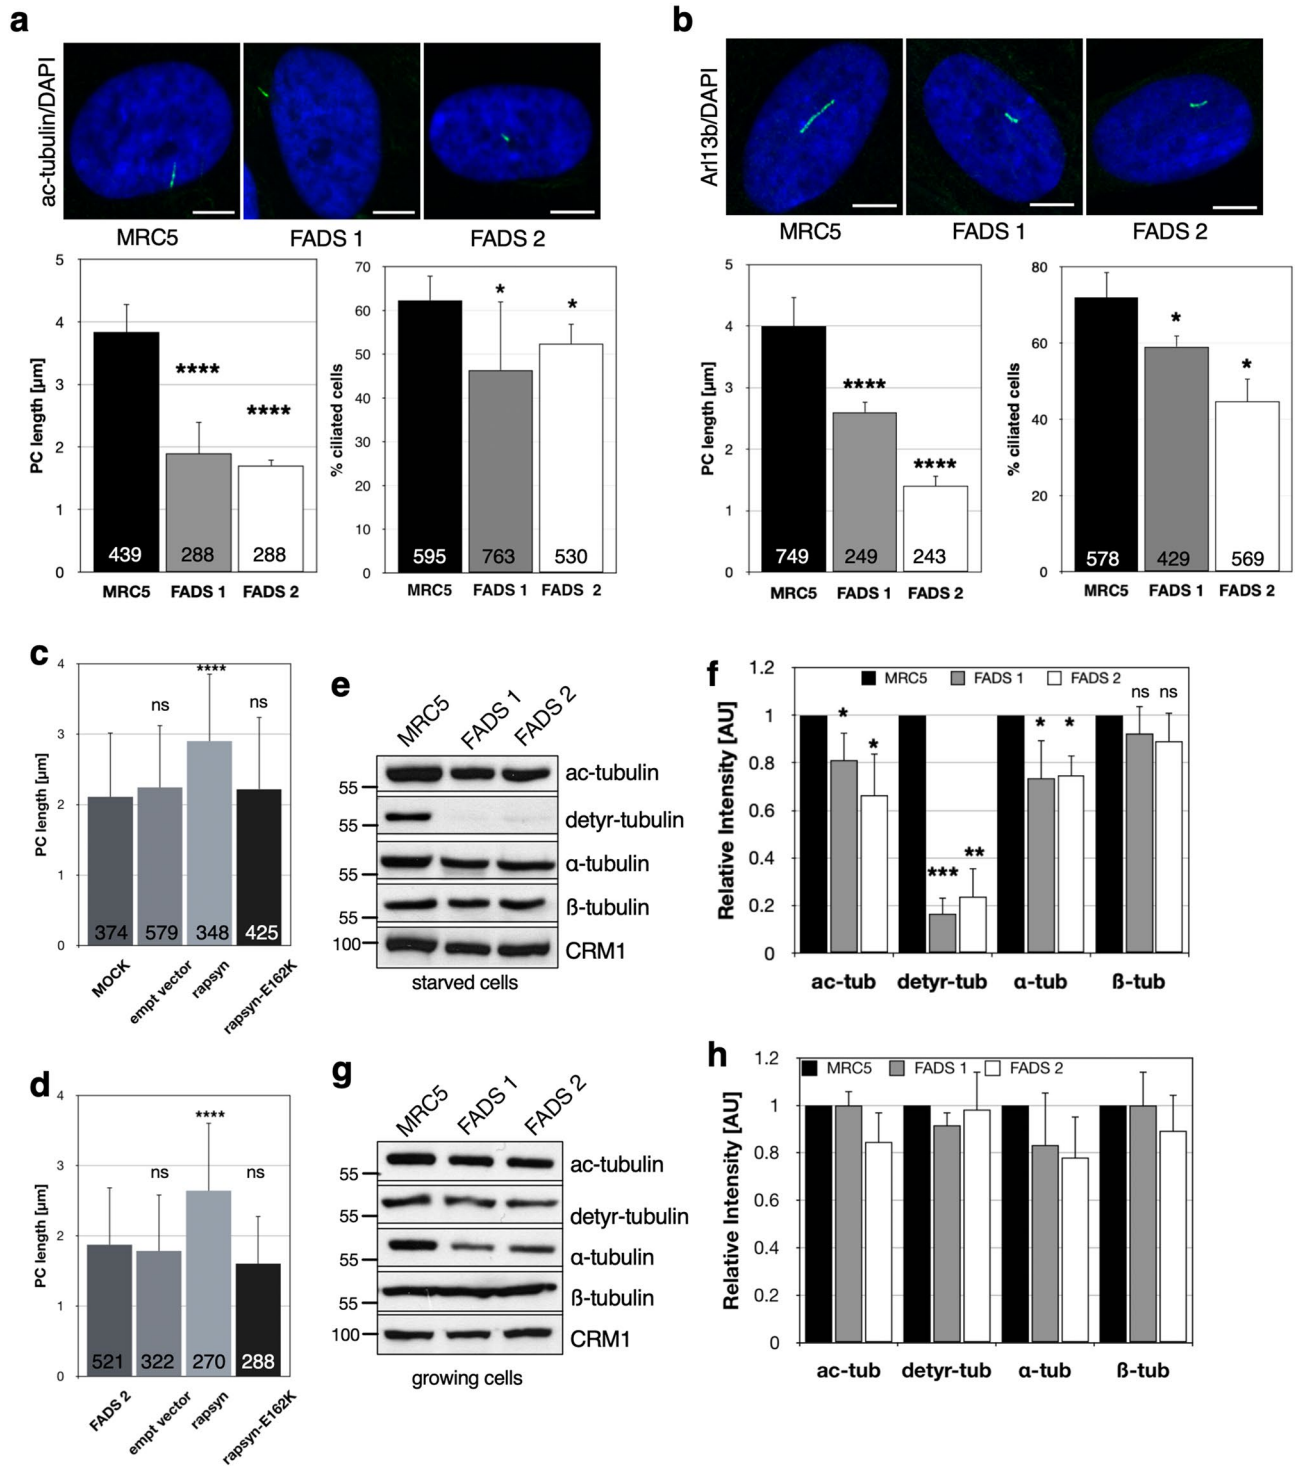 a
ac-tubulin/DAPI
MRC5
FADS 1
FADS 2
5
4
3
2
1
0
PC length [µm]
****
****
439
288
288
MRC5
FADS 1
FADS 2
70
60
50
40
30
20
10
0
% ciliated cells
*
*
595
763
530
MRC5
FADS 1
FADS 2
b
Arl13b/DAPI
MRC5
FADS 1
FADS 2
5
4
3
2
1
0
PC length [µm]
****
****
749
249
243
MRC5
FADS 1
FADS 2
80
60
40
20
0
% ciliated cells
*
*
578
429
569
MRC5
FADS 1
FADS 2
c
4
3
2
1
0
PC length [µm]
ns
****
ns
374
579
348
425
MOCK
empt vector
rapsyn
rapsyn-E162K
d
4
3
2
1
0
PC length [µm]
ns
****
ns
521
322
270
288
FADS 2
empt vector
rapsyn
rapsyn-E162K
e
MRC5
FADS 1
FADS 2
55
ac-tubulin
55
detyr-tubulin
55
α-tubulin
55
ß-tubulin
100
CRM1
starved cells
f
MRC5
FADS 1
FADS 2
1.2
1
0.8
0.6
0.4
0.2
0
Relative Intensity [AU]
*
*
***
**
*
*
ns
ns
ac-tub
detyr-tub
α-tub
ß-tub
g
MRC5
FADS 1
FADS 2
55
ac-tubulin
55
detyr-tubulin
55
α-tubulin
55
ß-tubulin
100
CRM1
growing cells
h
MRC5
FADS 1
FADS 2
1.2
1
0.8
0.6
0.4
0.2
0
Relative Intensity [AU]
ac-tub
detyr-tub
α-tub
ß-tub